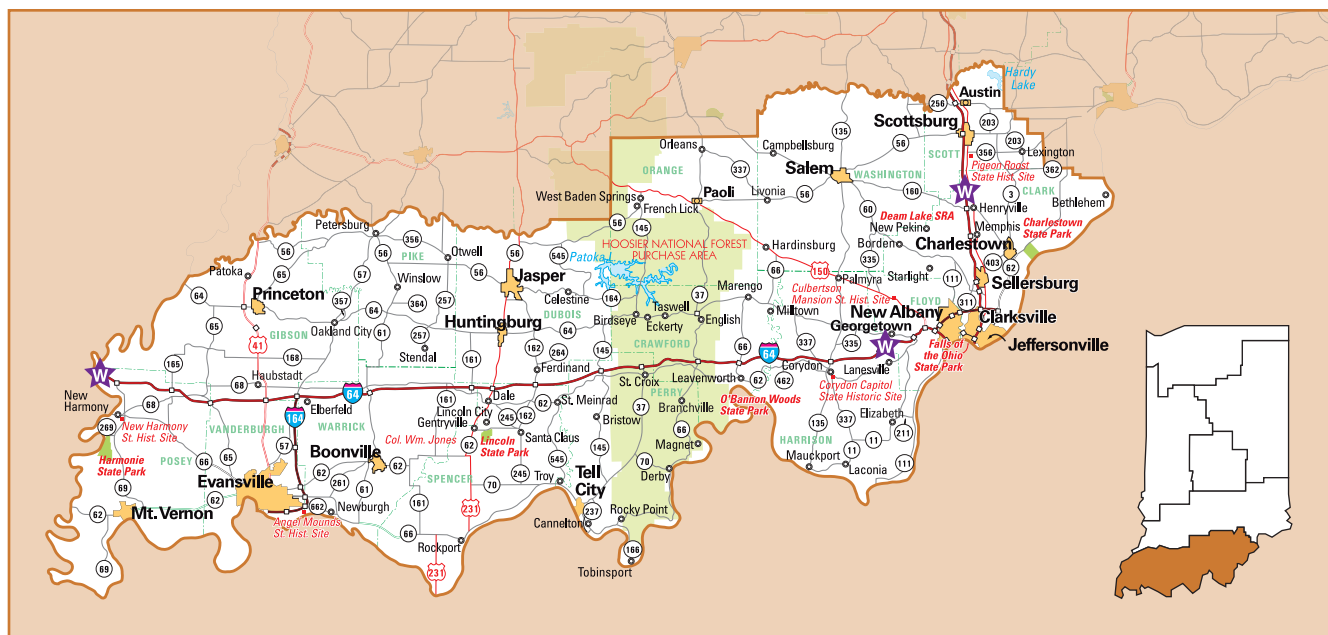 Hardy
Lake
Austin
256
Scottsburg
203
135
56
SCOTT
356
203
Lexington
Pigeon Roost
State Hist. Site
362
Orleans
Campbellsburg
337
ORANGE
Salem
WASHINGTON
160
3
CLARK
Bethlehem
W
Paoli
Livonia
56
West Baden Springs
French Lick
60
Deam Lake SRA
Henryville
Charlestown
State Park
56
145
New Pekin
Memphis
Borden
Charlestown
HOOSIER NATIONAL FOREST
PURCHASE AREA
Hardinsburg
335
403
62
Petersburg
356
56
Otwell
PIKE
56
545
Patoka L.
66
150
Palmyra
Starlight
111
Sellersburg
Patoka
65
57
Winslow
56
Jasper
Culbertson
Mansion St. Hist. Site
64
Princeton
357
364
257
Celestine
164
37
Marengo
FLOYD
311
New Albany
Clarksville
65
GIBSON
Oakland City
64
61
Huntingburg
DUBOIS
Birdseye
Taswell
Eckerty
English
Milltown
Georgetown
Jeffersonville
41
257
Stendal
64
CRAWFORD
66
337
335
W
Falls of
the Ohio
State Park
165
168
161
162
264
145
64
Lanesville
W
68
Haubstadt
Ferdinand
St. Croix
Leavenworth
62
462
Corydon
Corydon Capitol
State Historic Site
New
Harmony
68
64
164
Elberfeld
161
Dale
62
St. Meinrad
PERRY
O'Bannon Woods
State Park
Lincoln City
Gentryville
245
162
37
Branchville
135
337
Elizabeth
269
New Harmony
St. Hist. Site
VANDERBURGH
WARRICK
Col. Wm. Jones
Lincoln
State Park
Santa Claus
Bristow
66
HARRISON
11
211
Harmonie
State Park
POSEY
66
65
57
Boonville
62
62
62
545
145
Magnet
Mauckport
11
Laconia
111
69
Evansville
261
61
SPENCER
70
245
Troy
Tell
City
70
Derby
62
Mt. Vernon
62
662
Newburgh
161
231
237
Rocky Point
Angel Mounds
St. Hist. Site
66
Rockport
Cannelton
69
231
166
Tobinsport